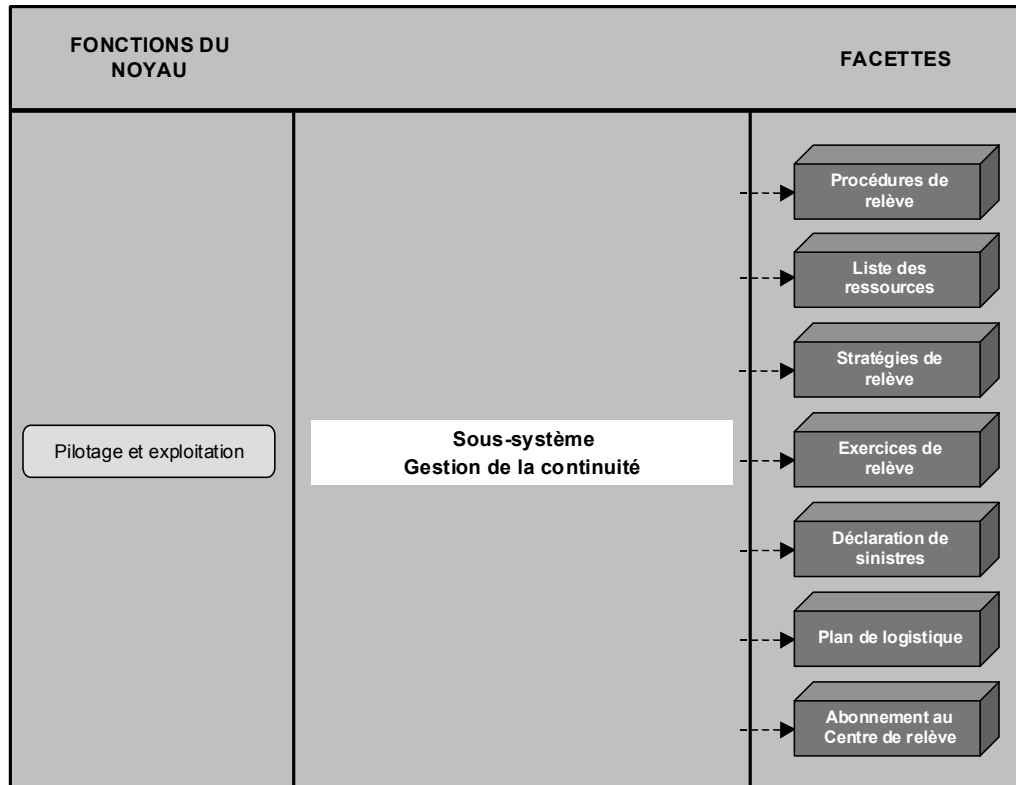 FONCTIONS DU
NOYAU
FACETTES
Pilotage et exploitation
Sous-système
Gestion de la continuité
Procédures de
relève
Liste des
ressources
Stratégies de
relève
Exercices de
relève
Déclaration de
sinistres
Plan de logistique
Abonnement au
Centre de relève